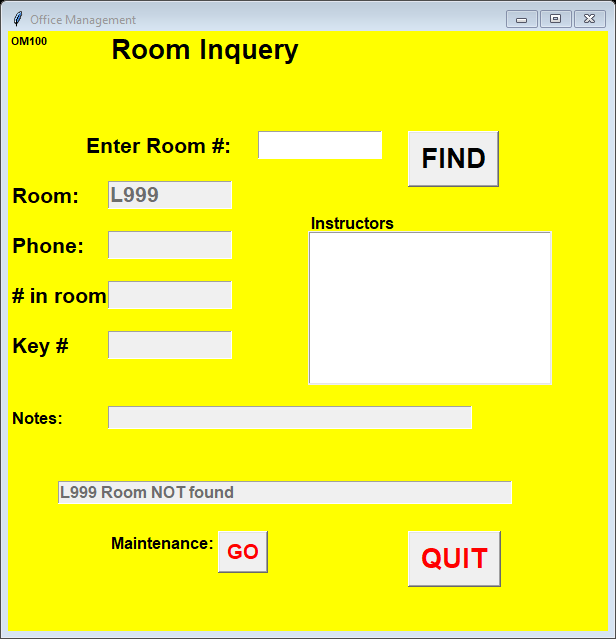 Office Management
OM100
Room Inquery
Enter Room #:
FIND
Room: L999
Instructors
Phone:
# in room
Key #
Notes:
L999 Room NOT found
Maintenance: GO
QUIT